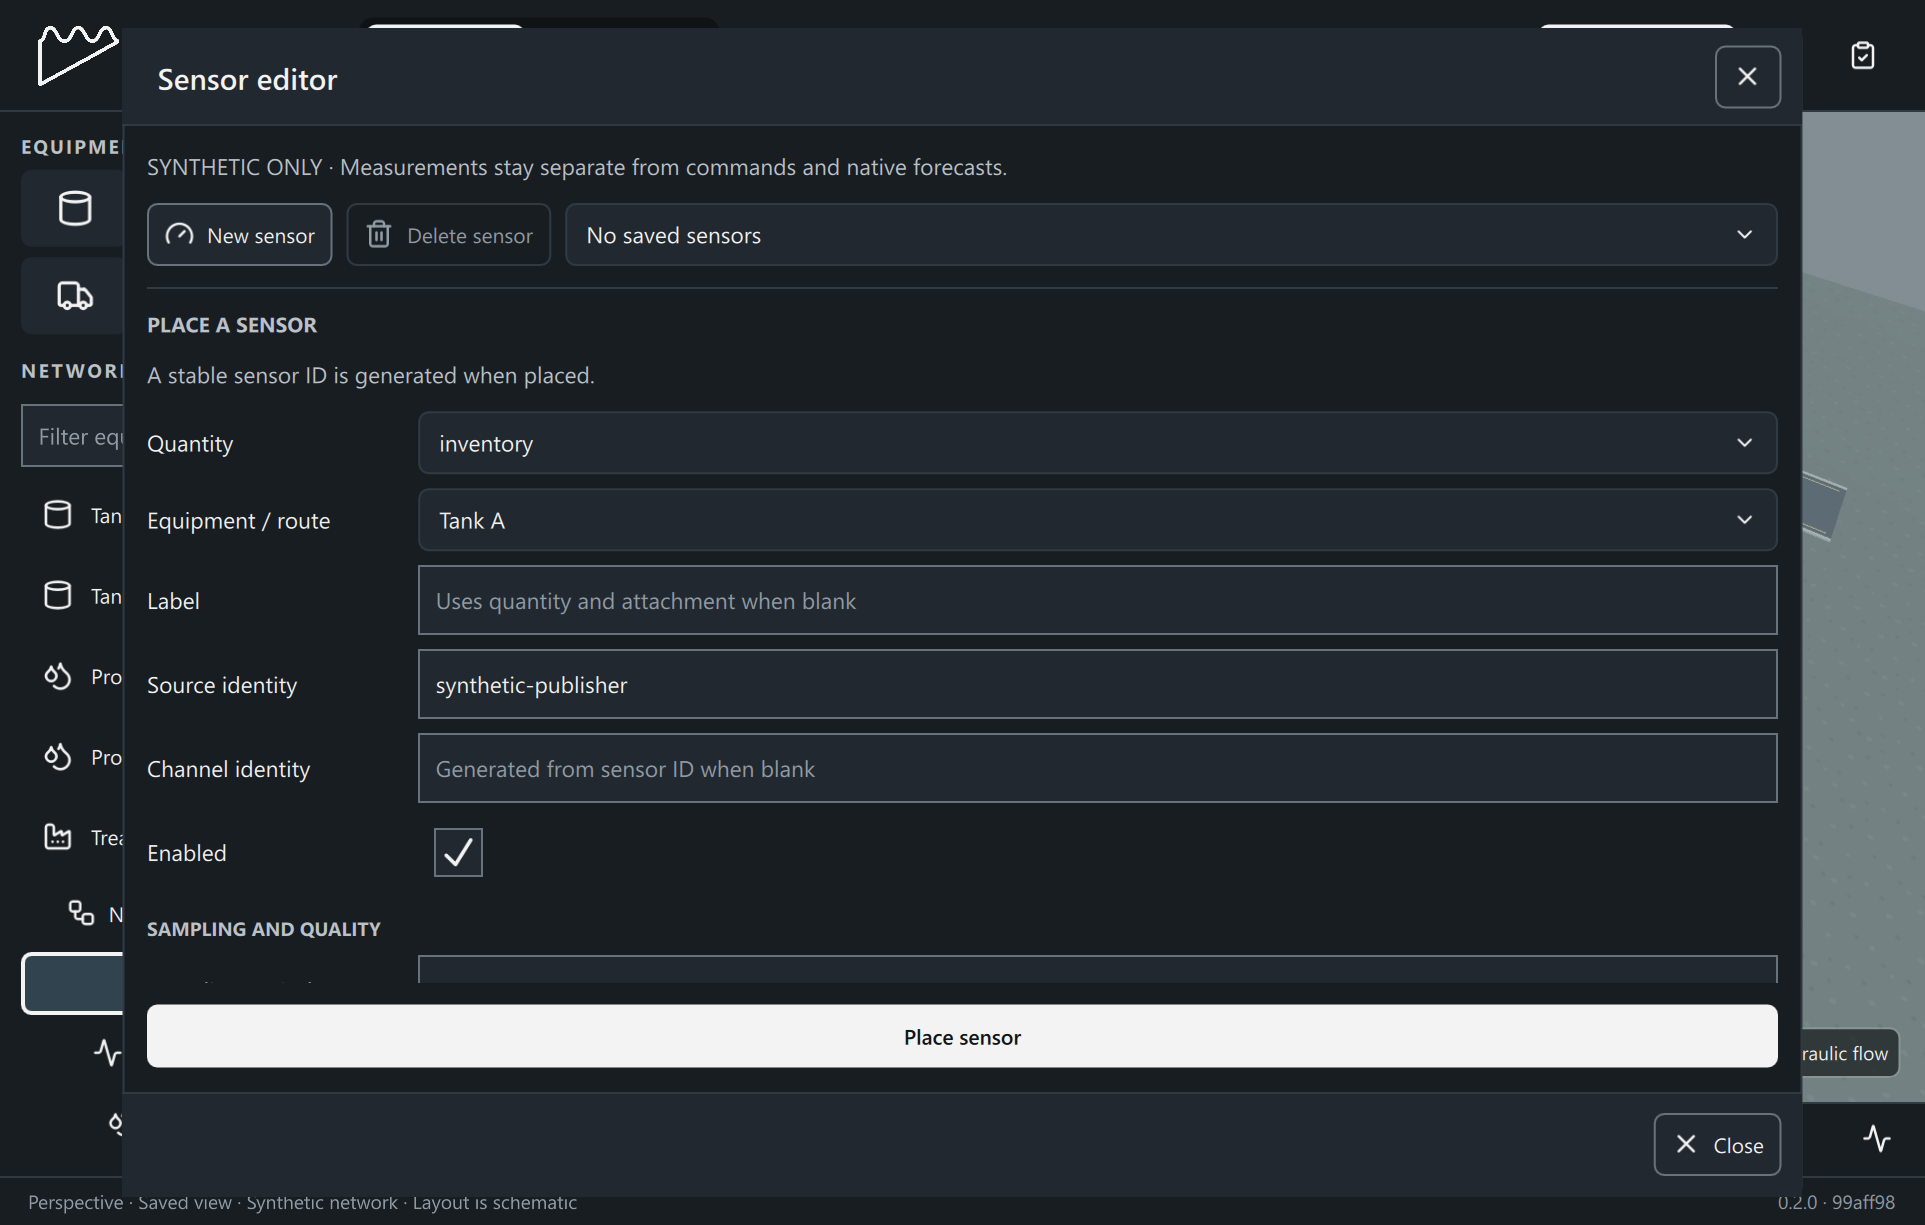 Sensor editor
EQUIPME
SYNTHETIC ONLY · Measurements stay separate from commands and native forecasts.
New sensor
Delete sensor
No saved sensors
PLACE A SENSOR
A stable sensor ID is generated when placed.
NETWOR
Filter equ
Quantity
inventory
Equipment / route
Tank A
Tan
Label
Uses quantity and attachment when blank
Tan
Source identity
synthetic-publisher
Pro
Channel identity
Generated from sensor ID when blank
Pro
Enabled
Trea
SAMPLING AND QUALITY
N
Place sensor
raulic flow
Close
Perspective · Saved view · Synthetic network · Layout is schematic
0.2.0 · 99aff98